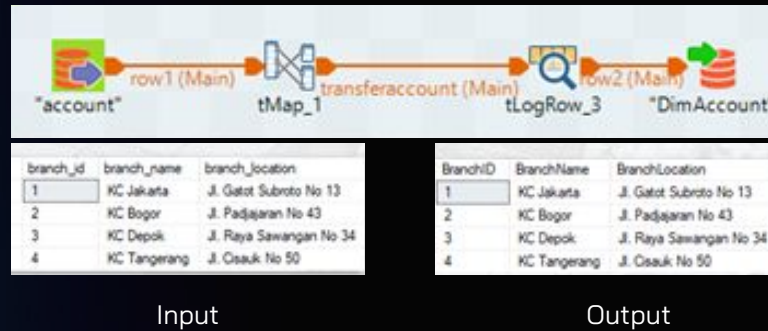 row1 (Main)
transferaccount (Main)
row2 (Main)
"account"
tMap_1
tLogRow_3
"DimAccount
branch_id branch_name branch_location
1 KC Jakarta Jl. Gatot Subroto No 13
2 KC Bogor Jl. Padjajaran No 43
3 KC Depok Jl. Raya Sawangan No 34
4 KC Tangerang Jl. Cisauk No 50
BranchID BranchName BranchLocation
1 KC Jakarta Jl. Gatot Subroto No 13
2 KC Bogor Jl. Padjajaran No 43
3 KC Depok Jl. Raya Sawangan No 34
4 KC Tangerang Jl. Cisauk No 50
Input
Output